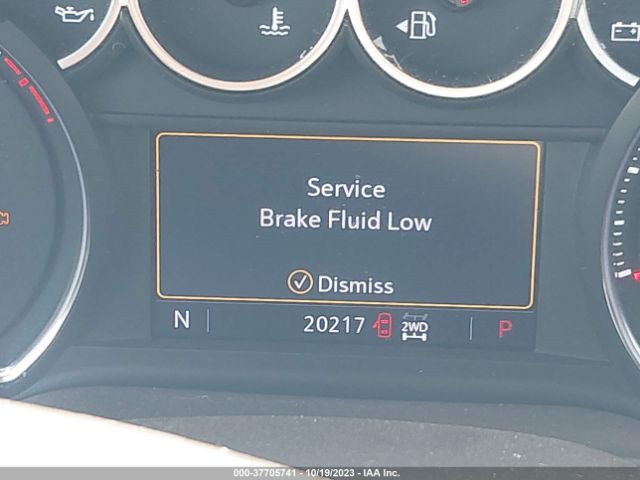 Service
Brake Fluid Low
Dismiss
N 20217 2WD P
000-37705741 - 10/19/2023 - IAA Inc.